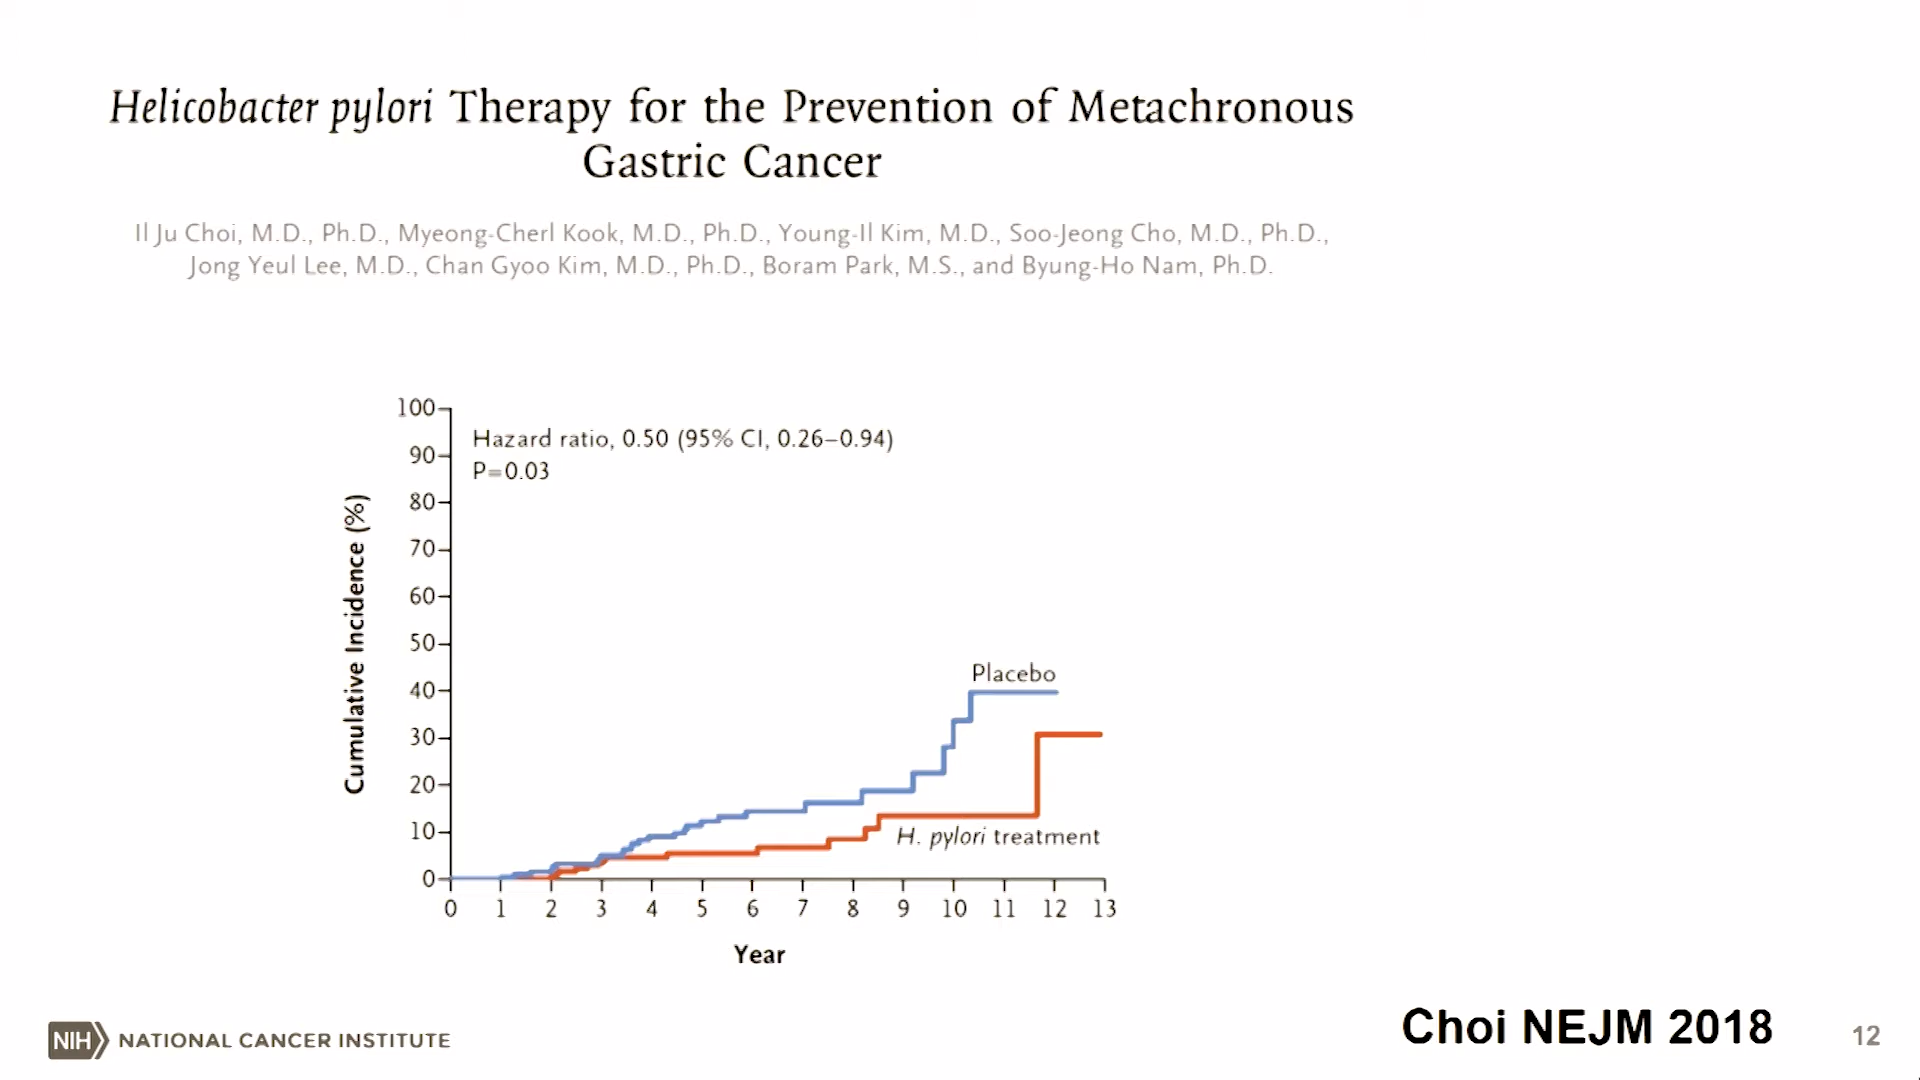 Helicobacter pylori Therapy for the Prevention of Metachronous
Gastric Cancer
Il Ju Choi, M.D., Ph.D., Myeong-Cherl Kook, M.D., Ph.D., Young-Il Kim, M.D., Soo-Jeong Cho, M.D., Ph.D.,
Jong Yeul Lee, M.D., Chan Gyoo Kim, M.D., Ph.D., Boram Park, M.S., and Byung-Ho Nam, Ph.D.
Cumulative Incidence (%)
100
90
80
70
60
50
40
30
20
10
0
Hazard ratio, 0.50 (95% CI, 0.26–0.94)
P=0.03
Placebo
H. pylori treatment
0 1 2 3 4 5 6 7 8 9 10 11 12 13
Year
NIH NATIONAL CANCER INSTITUTE
Choi NEJM 2018
12